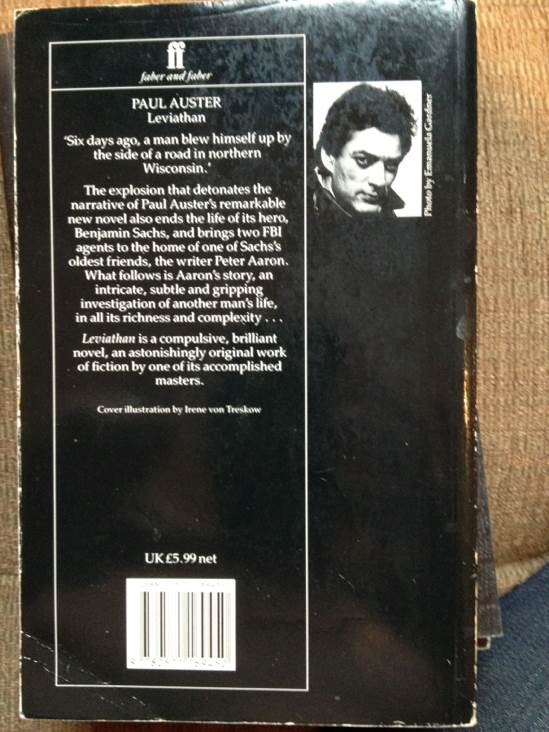 ff
faber and faber
PAUL AUSTER
Leviathan
'Six days ago, a man blew himself up by
the side of a road in northern
Wisconsin.'
The explosion that detonates the
narrative of Paul Auster's remarkable
new novel also ends the life of its hero,
Benjamin Sachs, and brings two FBI
agents to the home of one of Sachs's
oldest friends, the writer Peter Aaron.
What follows is Aaron's story, an
intricate, subtle and gripping
investigation of another man's life,
in all its richness and complexity . . .
Leviathan is a compulsive, brilliant
novel, an astonishingly original work
of fiction by one of its accomplished
masters.
Cover illustration by Irene von Treskow
UK £5.99 net
Photo by Emanuela Gardner